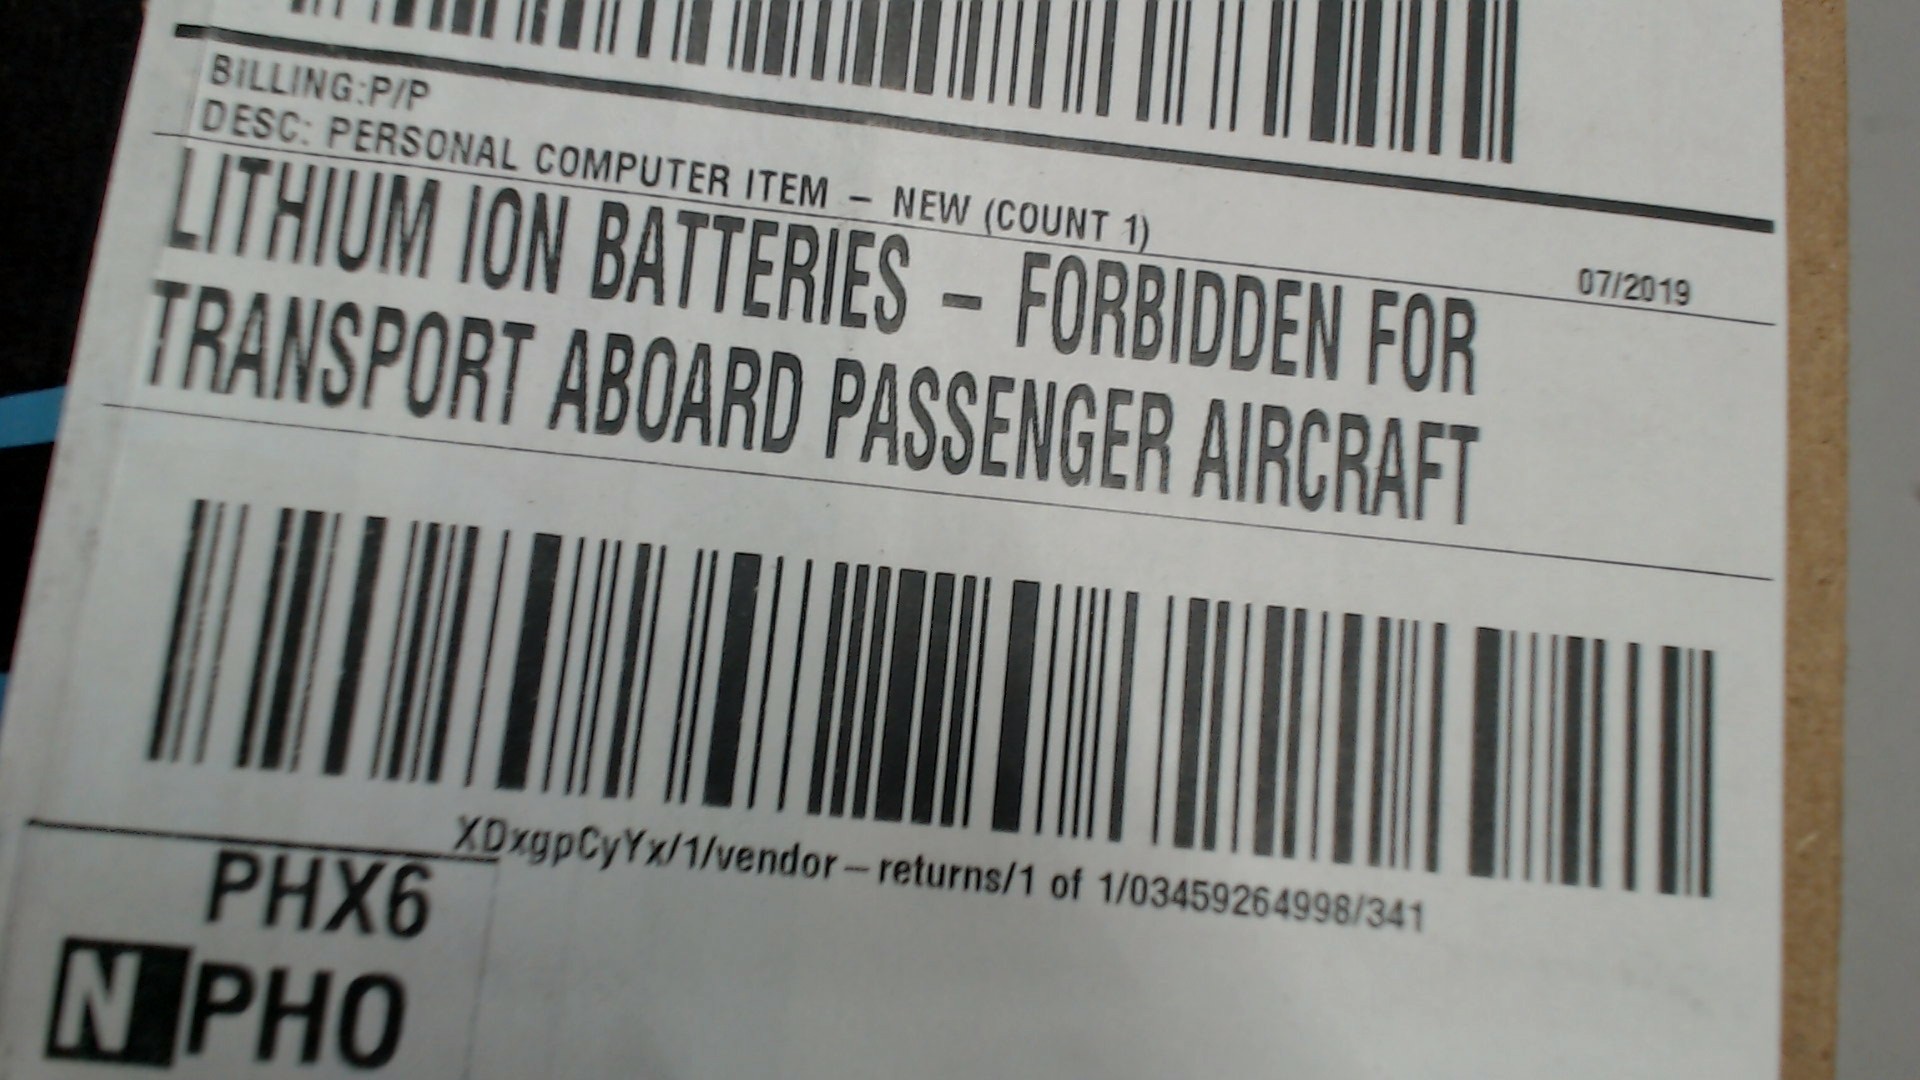 BILLING:P/P
DESC: PERSONAL COMPUTER ITEM - NEW (COUNT 1)
07/2019
LITHIUM ION BATTERIES - FORBIDDEN FOR
TRANSPORT ABOARD PASSENGER AIRCRAFT
XDxgpCyYx/1/vendor-returns/1 of 1/03459264998/341
PHX6
N PHO